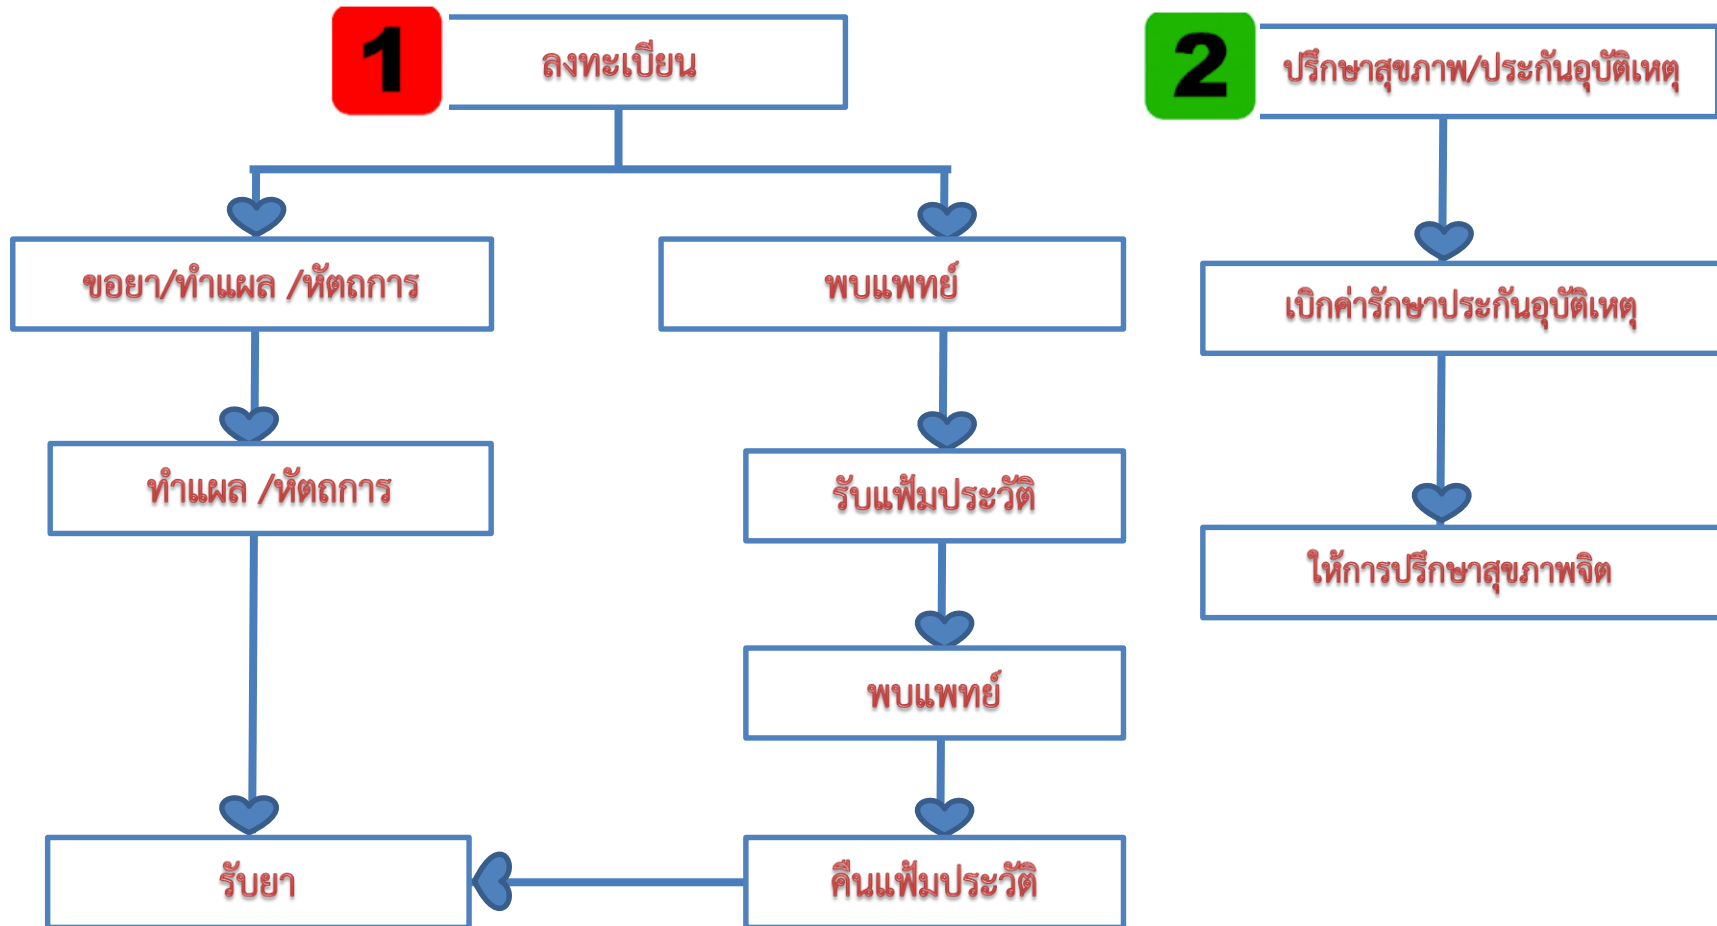 1
ลงทะเบียน
2
ปรึกษาสุขภาพ/ประกันอุบัติเหตุ
ขอยา/ทำแผล /หัตถการ
พบแพทย์
เบิกค่ารักษาประกันอุบัติเหตุ
ทำแผล /หัตถการ
รับแฟ้มประวัติ
ให้การปรึกษาสุขภาพจิต
พบแพทย์
รับยา
คืนแฟ้มประวัติ